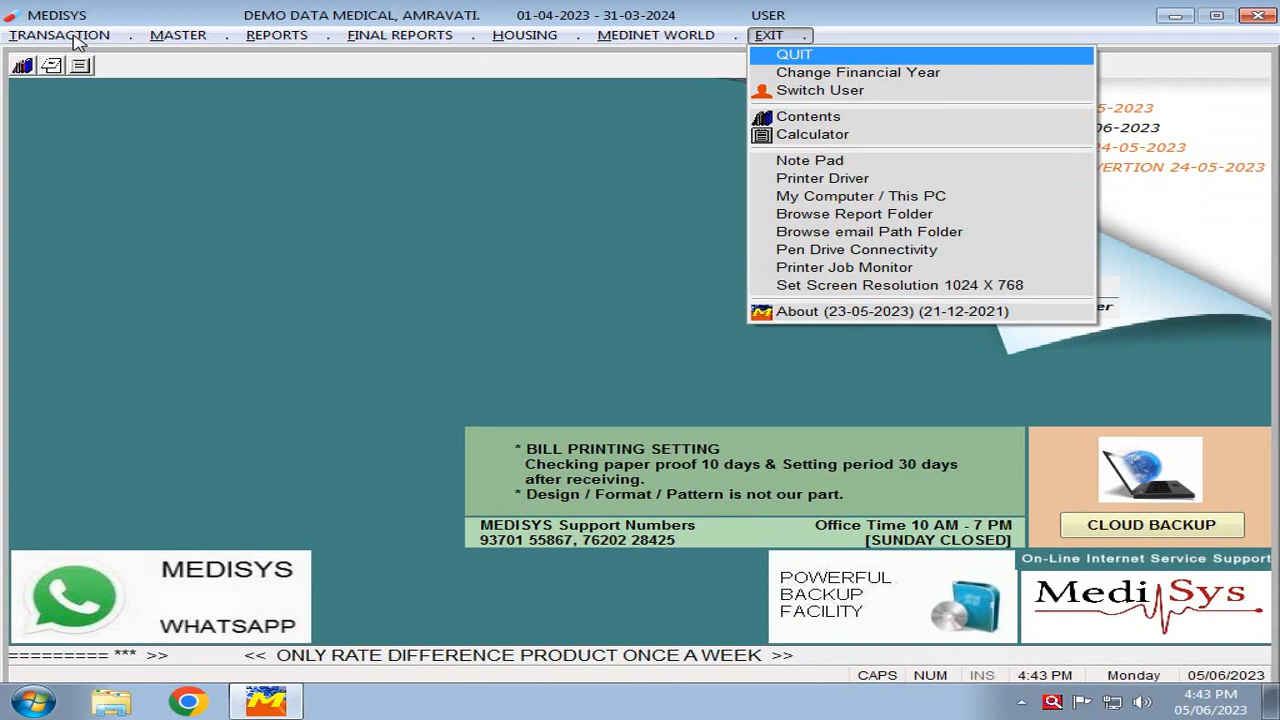 MEDISYS DEMO DATA MEDICAL, AMRAVATI. 01-04-2023 - 31-03-2024 USER
TRANSACTION . MASTER . REPORTS . FINAL REPORTS . HOUSING . MEDINET WORLD . EXIT .
QUIT
Change Financial Year
Switch User
Contents
Calculator
Note Pad
Printer Driver
My Computer / This PC
Browse Report Folder
Browse email Path Folder
Pen Drive Connectivity
Printer Job Monitor
Set Screen Resolution 1024 X 768
About (23-05-2023) (21-12-2021)
5-2023
06-2023
24-05-2023
VERTION 24-05-2023
er
* BILL PRINTING SETTING
Checking paper proof 10 days & Setting period 30 days
after receiving.
* Design / Format / Pattern is not our part.
MEDISYS Support Numbers
93701 55867, 76202 28425
Office Time 10 AM - 7 PM
[SUNDAY CLOSED]
CLOUD BACKUP
On-Line Internet Service Support
MEDISYS
WHATSAPP
POWERFUL
BACKUP
FACILITY
MediSys
========= *** >> << ONLY RATE DIFFERENCE PRODUCT ONCE A WEEK >>
CAPS NUM INS 4:43 PM Monday 05/06/2023
4:43 PM
05/06/2023